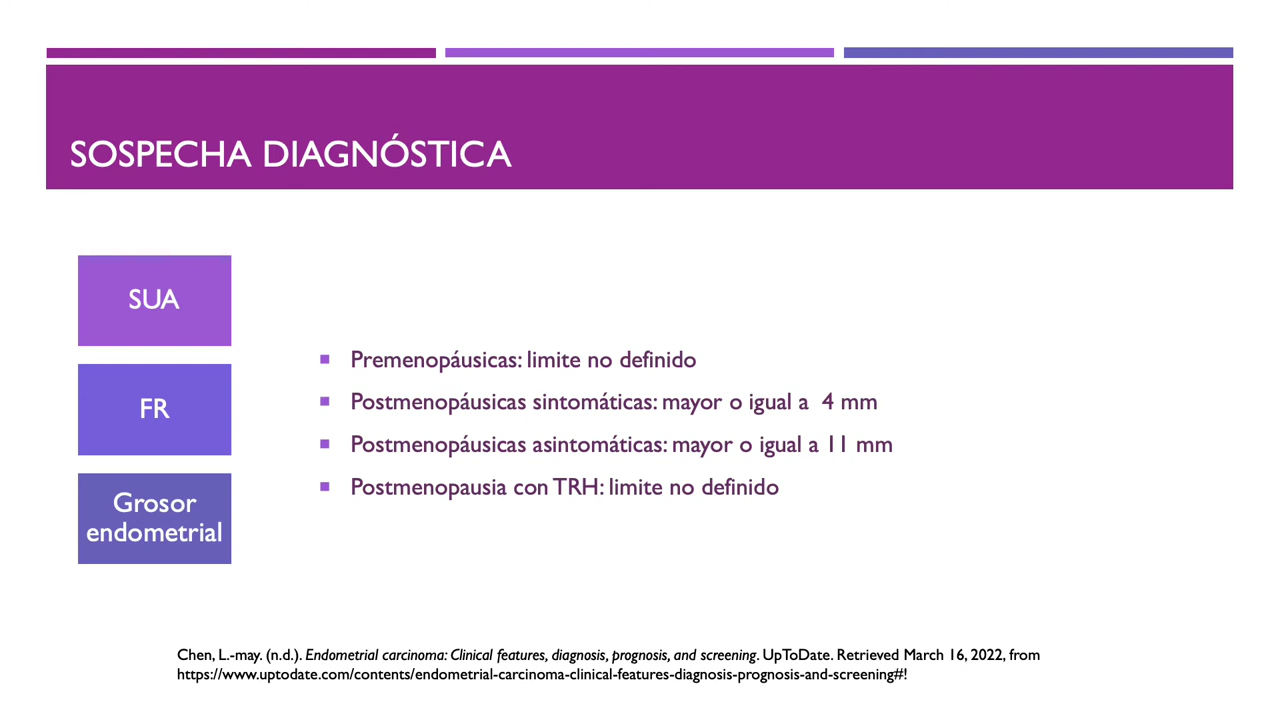 SOSPECHA DIAGNÓSTICA
SUA
FR
Grosor
endometrial
Premenopáusicas: limite no definido
Postmenopáusicas sintomáticas: mayor o igual a 4 mm
Postmenopáusicas asintomáticas: mayor o igual a 11 mm
Postmenopausia con TRH: limite no definido
Chen, L.-may. (n.d.). Endometrial carcinoma: Clinical features, diagnosis, prognosis, and screening. UpToDate. Retrieved March 16, 2022, from
https://www.uptodate.com/contents/endometrial-carcinoma-clinical-features-diagnosis-prognosis-and-screening#!